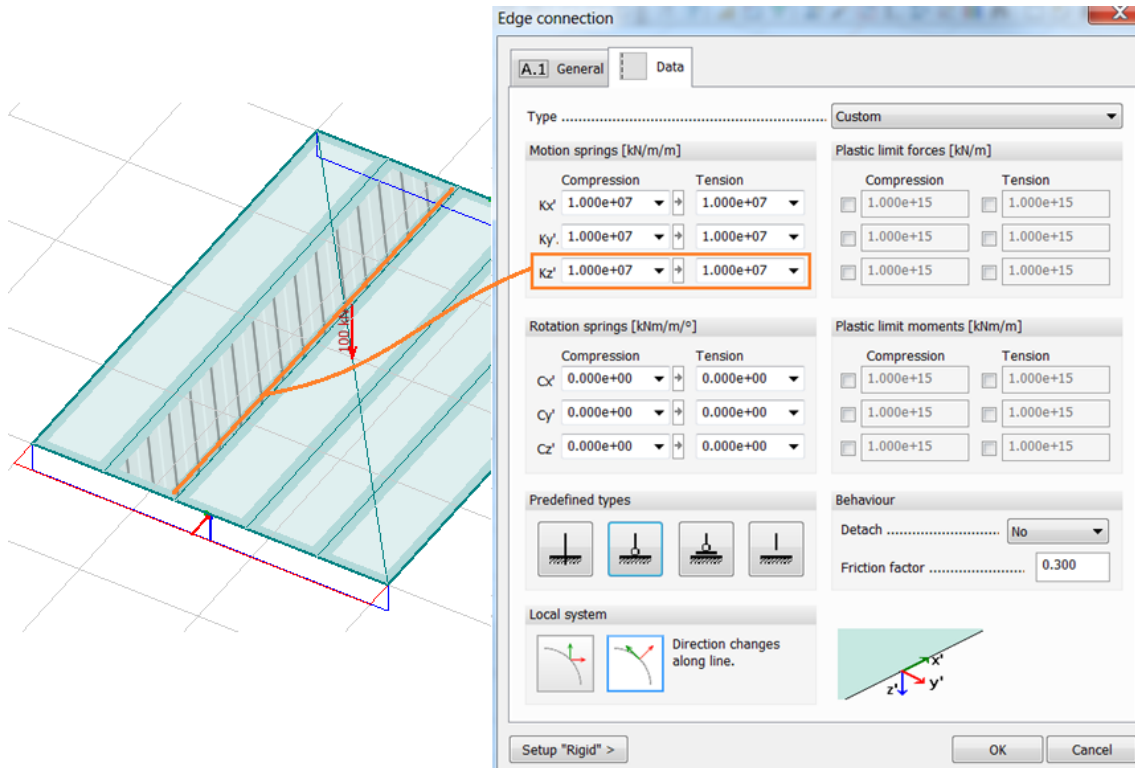 Edge connection
A.1 General
Data
Type
Custom
Motion springs [kN/m/m]
Compression Tension
Kx' 1.000e+07 1.000e+07
Ky'. 1.000e+07 1.000e+07
Kz' 1.000e+07 1.000e+07
Plastic limit forces [kN/m]
Compression Tension
1.000e+15 1.000e+15
1.000e+15 1.000e+15
1.000e+15 1.000e+15
Rotation springs [kNm/m/°]
Compression Tension
Cx' 0.000e+00 0.000e+00
Cy' 0.000e+00 0.000e+00
Cz' 0.000e+00 0.000e+00
Plastic limit moments [kNm/m]
Compression Tension
1.000e+15 1.000e+15
1.000e+15 1.000e+15
1.000e+15 1.000e+15
Predefined types
Behaviour
Detach No
Friction factor 0.300
Local system
Direction changes
along line.
x'
y'
z'
Setup "Rigid" >
OK
Cancel
100 kN